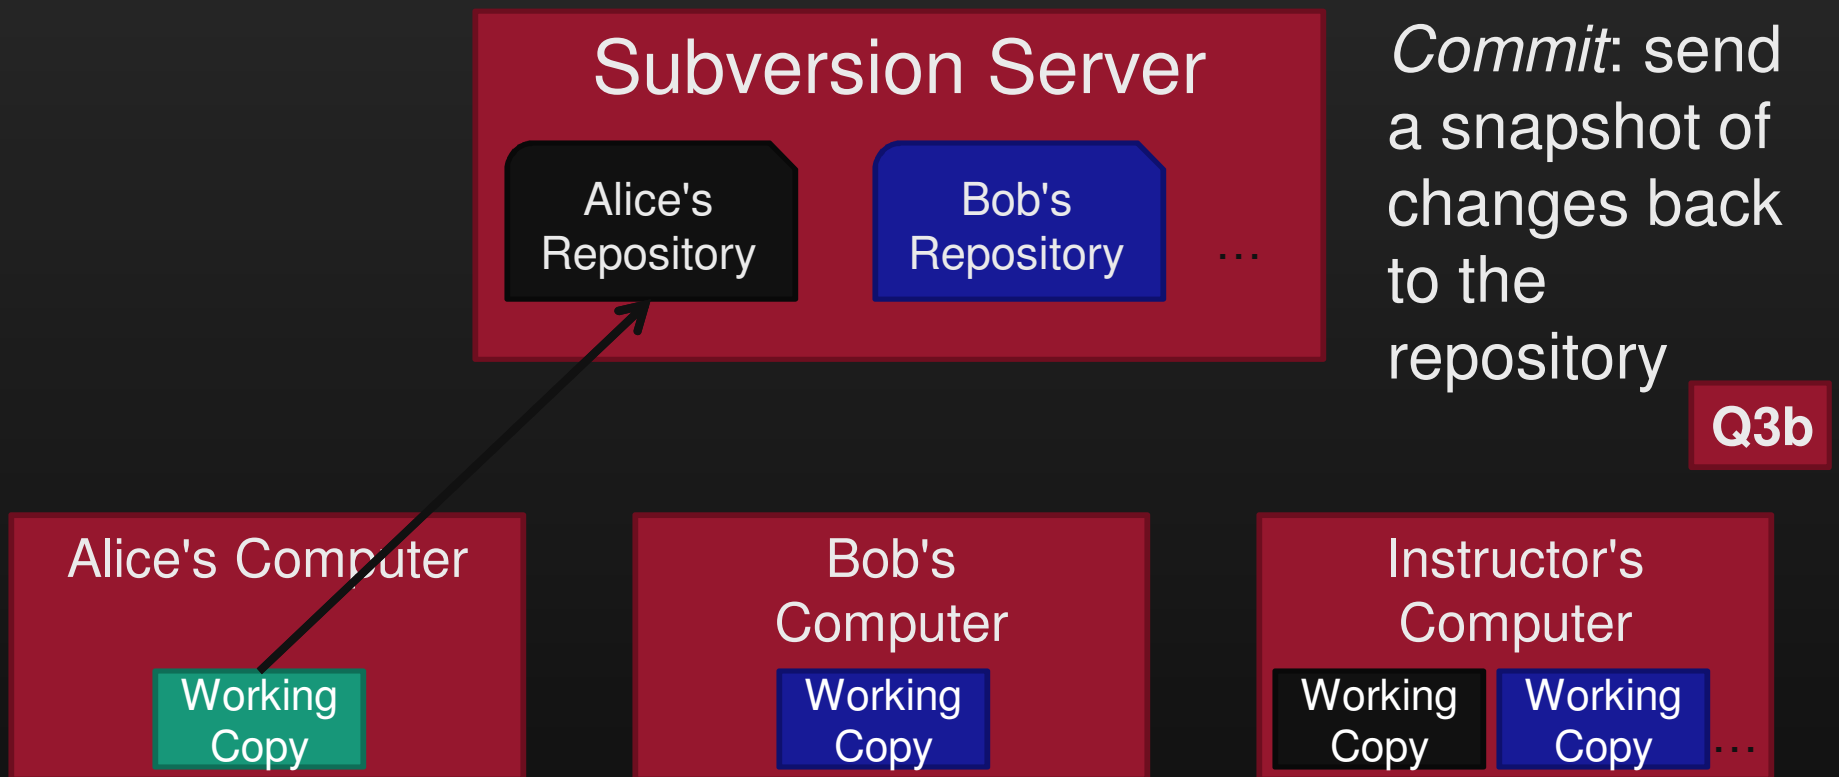 Subversion Server
Alice's
Repository
Bob's
Repository
...
Commit: send
a snapshot of
changes back
to the
repository
Q3b
Alice's Computer
Working
Copy
Bob's
Computer
Working
Copy
Instructor's
Computer
Working
Copy
Working
Copy
...